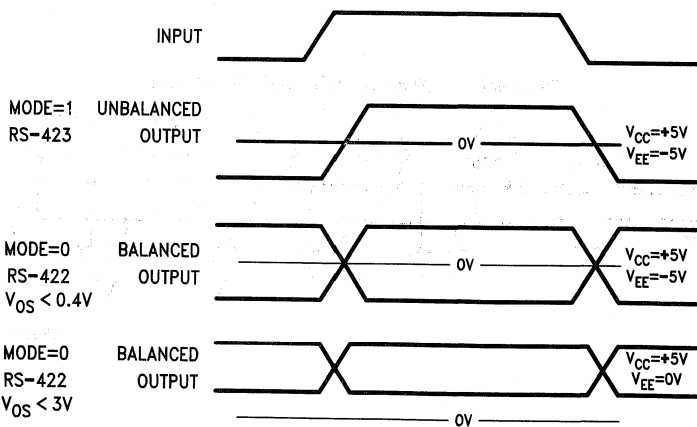 INPUT
MODE=1 UNBALANCED
RS-423 OUTPUT
0V
VCC=+5V
VEE=-5V
MODE=0 BALANCED
RS-422 OUTPUT
VOS < 0.4V
0V
VCC=+5V
VEE=-5V
MODE=0 BALANCED
RS-422 OUTPUT
VOS < 3V
VCC=+5V
VEE=0V
0V